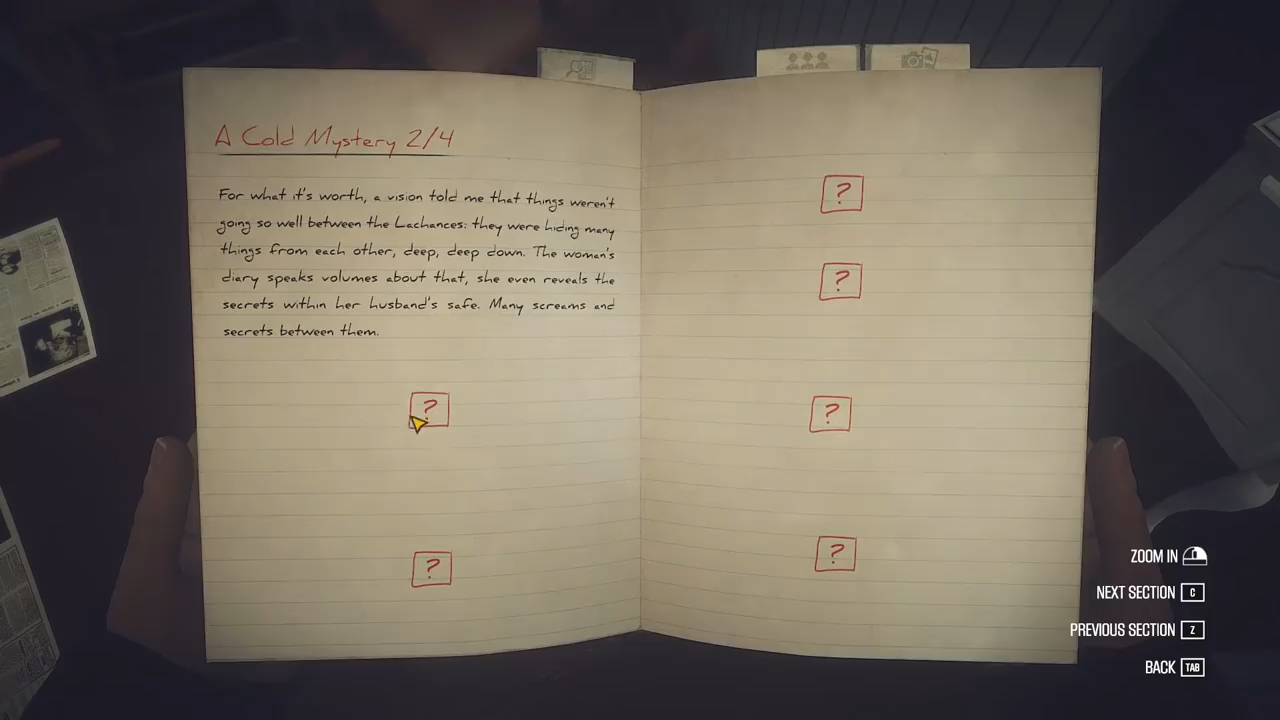 A Cold Mystery 2/4
For what it's worth, a vision told me that things weren't
going so well between the Lachances: they were hiding many
things from each other, deep, deep down. The woman's
diary speaks volumes about that, she even reveals the
secrets within her husband's safe. Many screams and
secrets between them.
?
?
?
?
?
?
ZOOM IN
NEXT SECTION C
PREVIOUS SECTION Z
BACK TAB